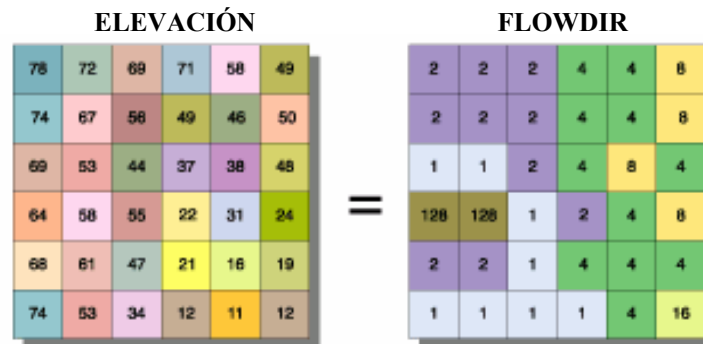 ELEVACIÓN FLOWDIR
78 72 69 71 58 49 2 2 2 4 4 8
74 67 56 49 46 50 2 2 2 4 4 8
69 53 44 37 38 48 1 1 2 4 8 4
=
64 58 55 22 31 24 128 128 1 2 4 8
68 61 47 21 16 19 2 2 1 4 4 4
74 53 34 12 11 12 1 1 1 1 4 16